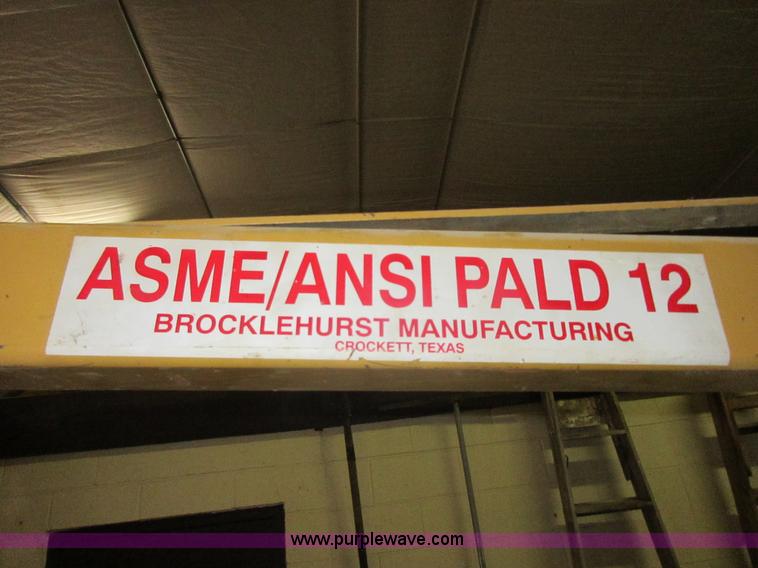 ASME/ANSI PALD 12
BROCKLEHURST MANUFACTURING
CROCKETT, TEXAS
www.purplewave.com